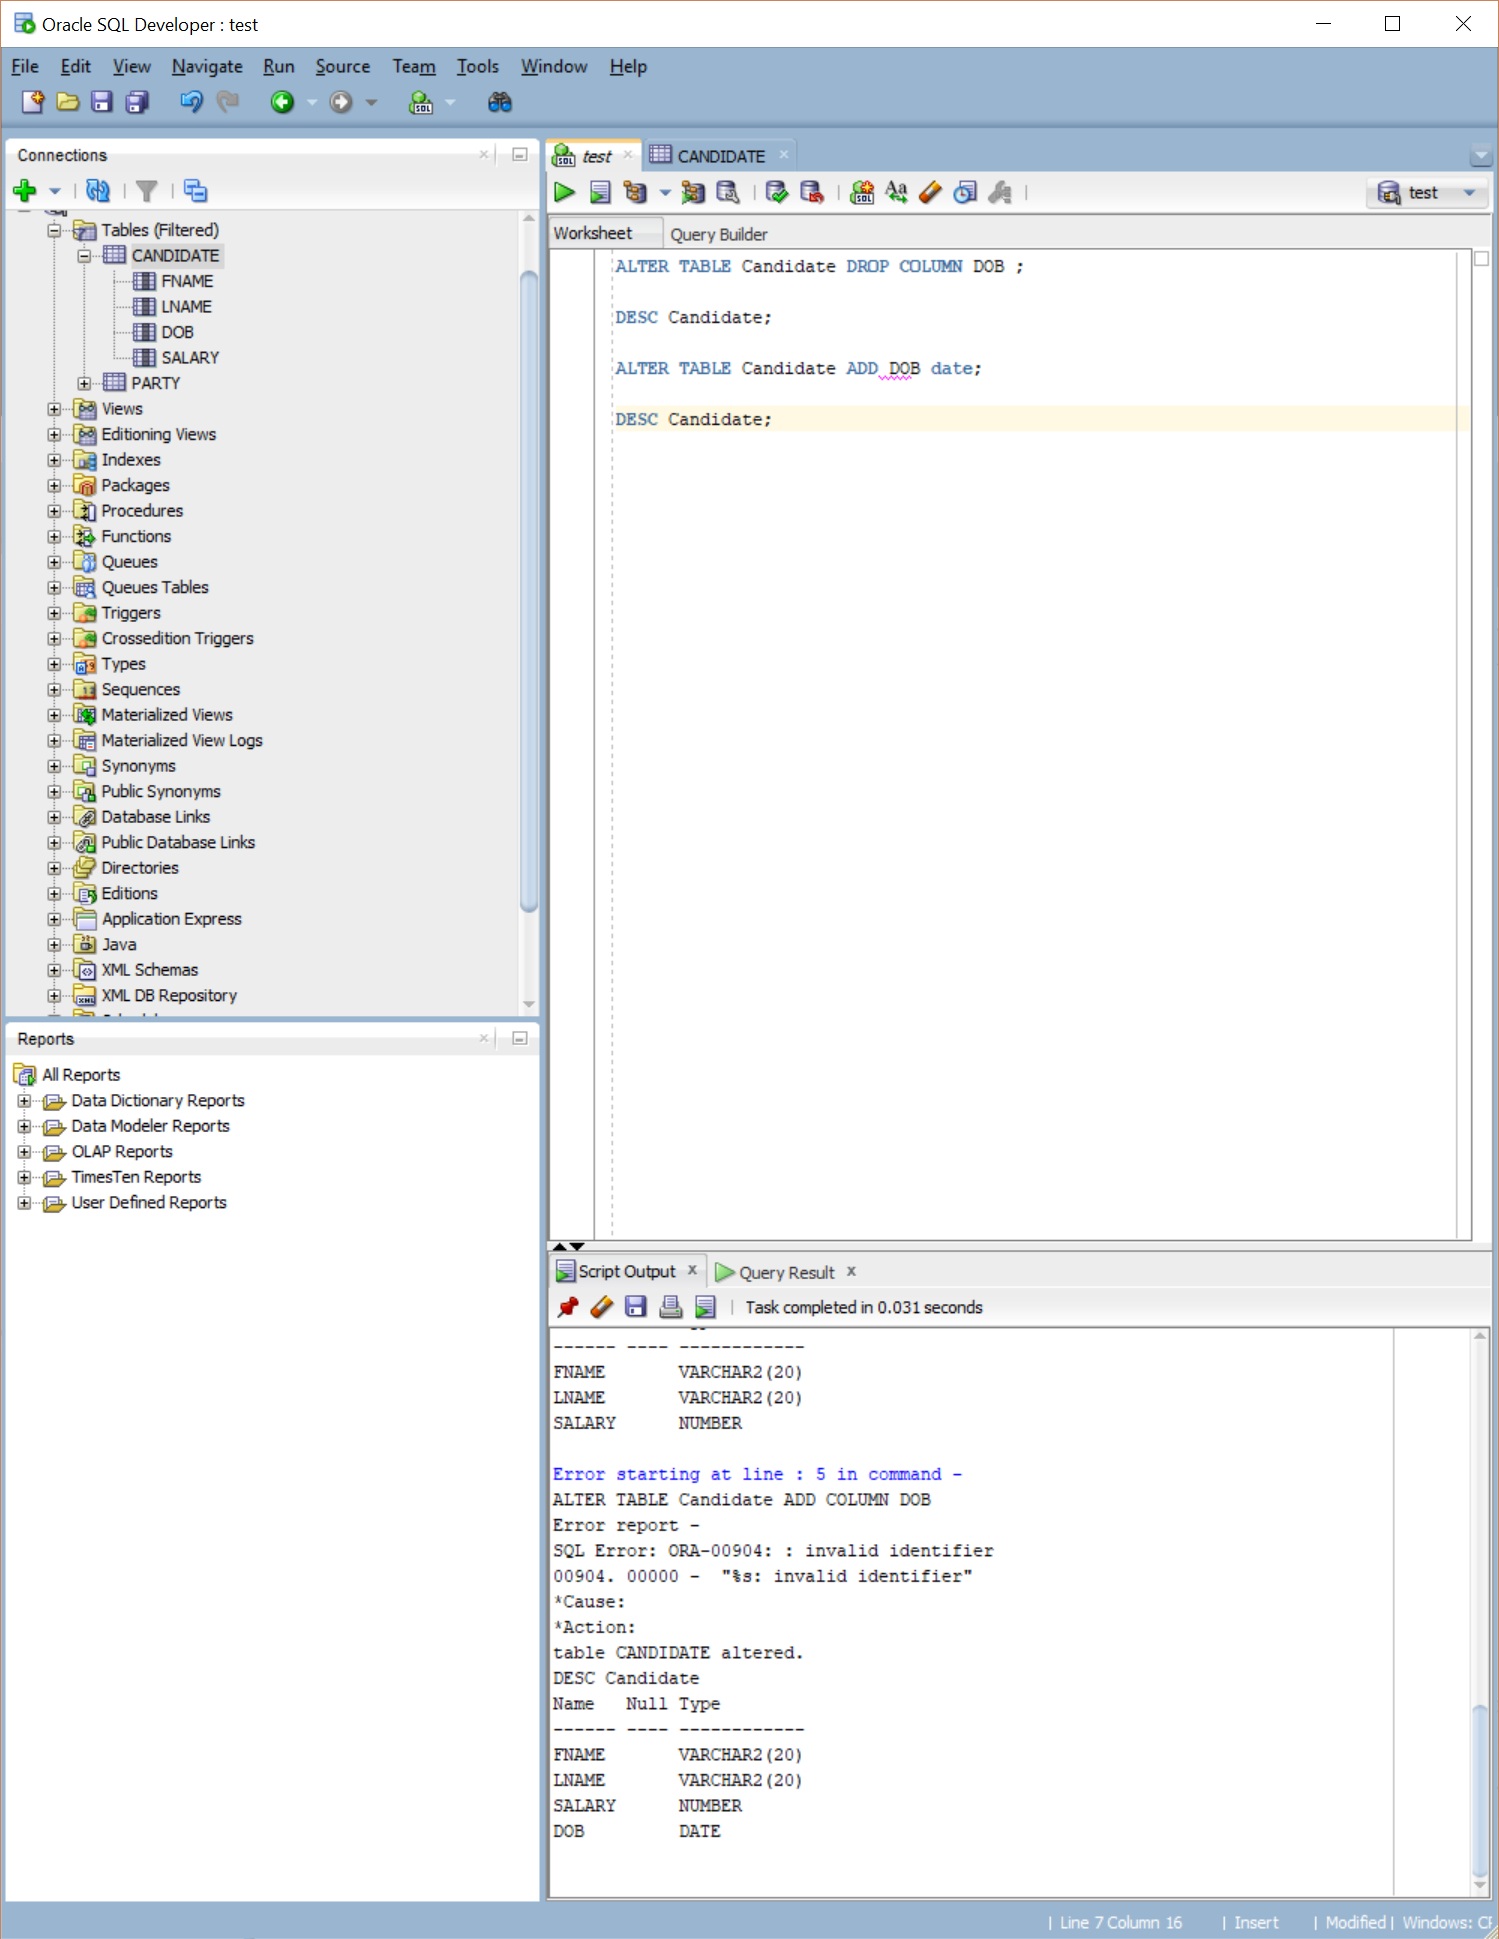 Oracle SQL Developer : test
File Edit View Navigate Run Source Team Tools Window Help
Connections
Tables (Filtered)
CANDIDATE
FNAME
LNAME
DOB
SALARY
PARTY
Views
Editioning Views
Indexes
Packages
Procedures
Functions
Queues
Queues Tables
Triggers
Crossedition Triggers
Types
Sequences
Materialized Views
Materialized View Logs
Synonyms
Public Synonyms
Database Links
Public Database Links
Directories
Editions
Application Express
Java
XML Schemas
XML DB Repository
Reports
All Reports
Data Dictionary Reports
Data Modeler Reports
OLAP Reports
TimesTen Reports
User Defined Reports
test CANDIDATE
test
Worksheet Query Builder
ALTER TABLE Candidate DROP COLUMN DOB ;
DESC Candidate;
ALTER TABLE Candidate ADD DOB date;
DESC Candidate;
Script Output x Query Result x
Task completed in 0.031 seconds
------ ---- ------------
FNAME VARCHAR2(20)
LNAME VARCHAR2(20)
SALARY NUMBER
Error starting at line : 5 in command -
ALTER TABLE Candidate ADD COLUMN DOB
Error report -
SQL Error: ORA-00904: : invalid identifier
00904. 00000 - "%s: invalid identifier"
*Cause:
*Action:
table CANDIDATE altered.
DESC Candidate
Name Null Type
------ ---- ------------
FNAME VARCHAR2(20)
LNAME VARCHAR2(20)
SALARY NUMBER
DOB DATE
| Line 7 Column 16 | Insert | Modified | Windows: